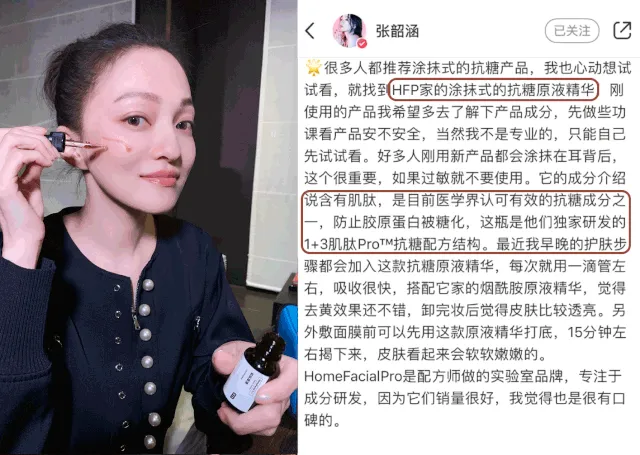 张韶涵
已关注
很多人都推荐涂抹式的抗糖产品，我也心动想试
试看，就找到HFP家的涂抹式的抗糖原液精华 刚
使用的产品我希望多去了解下产品成分，先做些功
课看产品安不安全，当然我不是专业的，只能自己
先试试看。好多人刚用新产品都会涂抹在耳背后，
这个很重要，如果过敏就不要使用。它的成分介绍
说含有肌肽，是目前医学界认可有效的抗糖成分之
一，防止胶原蛋白被糖化，这瓶是他们独家研发的
1+3肌肽Pro™抗糖配方结构。最近我早晚的护肤步
骤都会加入这款抗糖原液精华，每次就用一滴管左
右，吸收很快，搭配它家的烟酰胺原液精华，觉得
去黄效果还不错，卸完妆后觉得皮肤比较透亮。另
外敷面膜前可以先用这款原液精华打底，15分钟左
右揭下来，皮肤看起来会软软嫩嫩的。
HomeFacialPro是配方师做的实验室品牌，专注于
成分研发，因为它们销量很好，我觉得也是很有口
碑的。